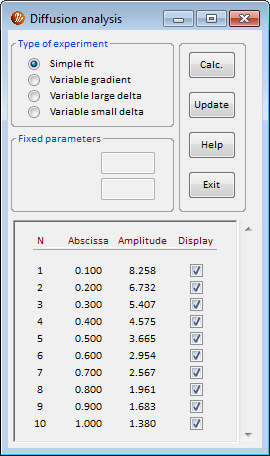 Diffusion analysis
Type of experiment
Simple fit
Variable gradient
Variable large delta
Variable small delta
Calc.
Update
Help
Exit
Fixed parameters
N Abscissa Amplitude Display
1 0.100 8.258
2 0.200 6.732
3 0.300 5.407
4 0.400 4.575
5 0.500 3.665
6 0.600 2.954
7 0.700 2.567
8 0.800 1.961
9 0.900 1.683
10 1.000 1.380